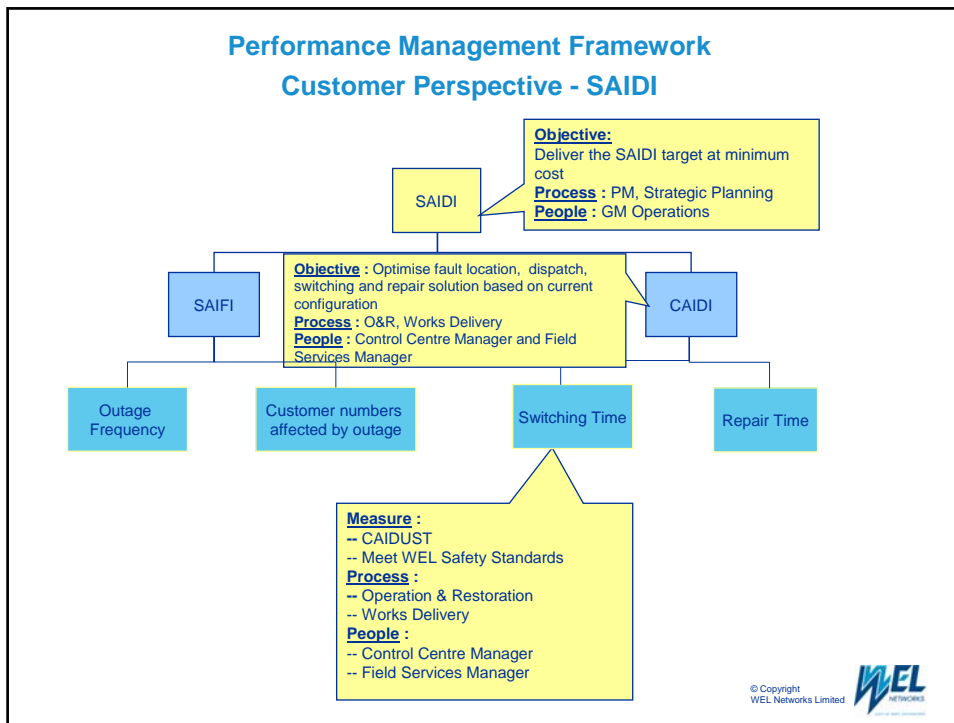 Performance Management Framework
Customer Perspective - SAIDI
Objective:
Deliver the SAIDI target at minimum
cost
Process : PM, Strategic Planning
People : GM Operations
SAIDI
Objective : Optimise fault location, dispatch,
switching and repair solution based on current
configuration
Process : O&R, Works Delivery
People : Control Centre Manager and Field
Services Manager
SAIFI
CAIDI
Outage
Frequency
Customer numbers
affected by outage
Switching Time
Repair Time
Measure :
-- CAIDUST
-- Meet WEL Safety Standards
Process :
-- Operation & Restoration
-- Works Delivery
People :
-- Control Centre Manager
-- Field Services Manager
© Copyright
WEL Networks Limited
WEL
NETWORKS